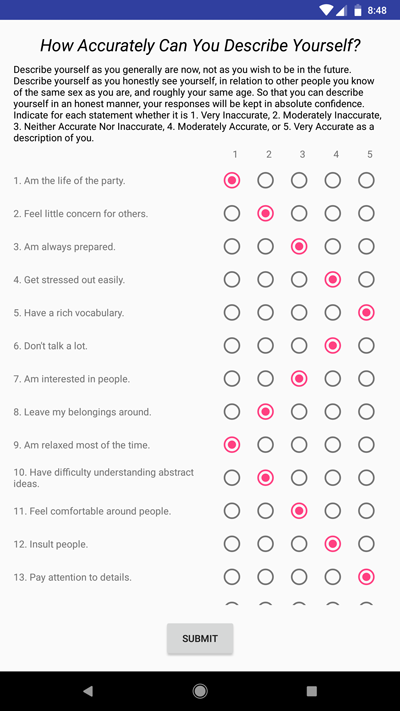 8:48
How Accurately Can You Describe Yourself?
Describe yourself as you generally are now, not as you wish to be in the future.
Describe yourself as you honestly see yourself, in relation to other people you know
of the same sex as you are, and roughly your same age. So that you can describe
yourself in an honest manner, your responses will be kept in absolute confidence.
Indicate for each statement whether it is 1. Very Inaccurate, 2. Moderately Inaccurate,
3. Neither Accurate Nor Inaccurate, 4. Moderately Accurate, or 5. Very Accurate as a
description of you.
1 2 3 4 5
1. Am the life of the party.
2. Feel little concern for others.
3. Am always prepared.
4. Get stressed out easily.
5. Have a rich vocabulary.
6. Don't talk a lot.
7. Am interested in people.
8. Leave my belongings around.
9. Am relaxed most of the time.
10. Have difficulty understanding abstract
ideas.
11. Feel comfortable around people.
12. Insult people.
13. Pay attention to details.
SUBMIT